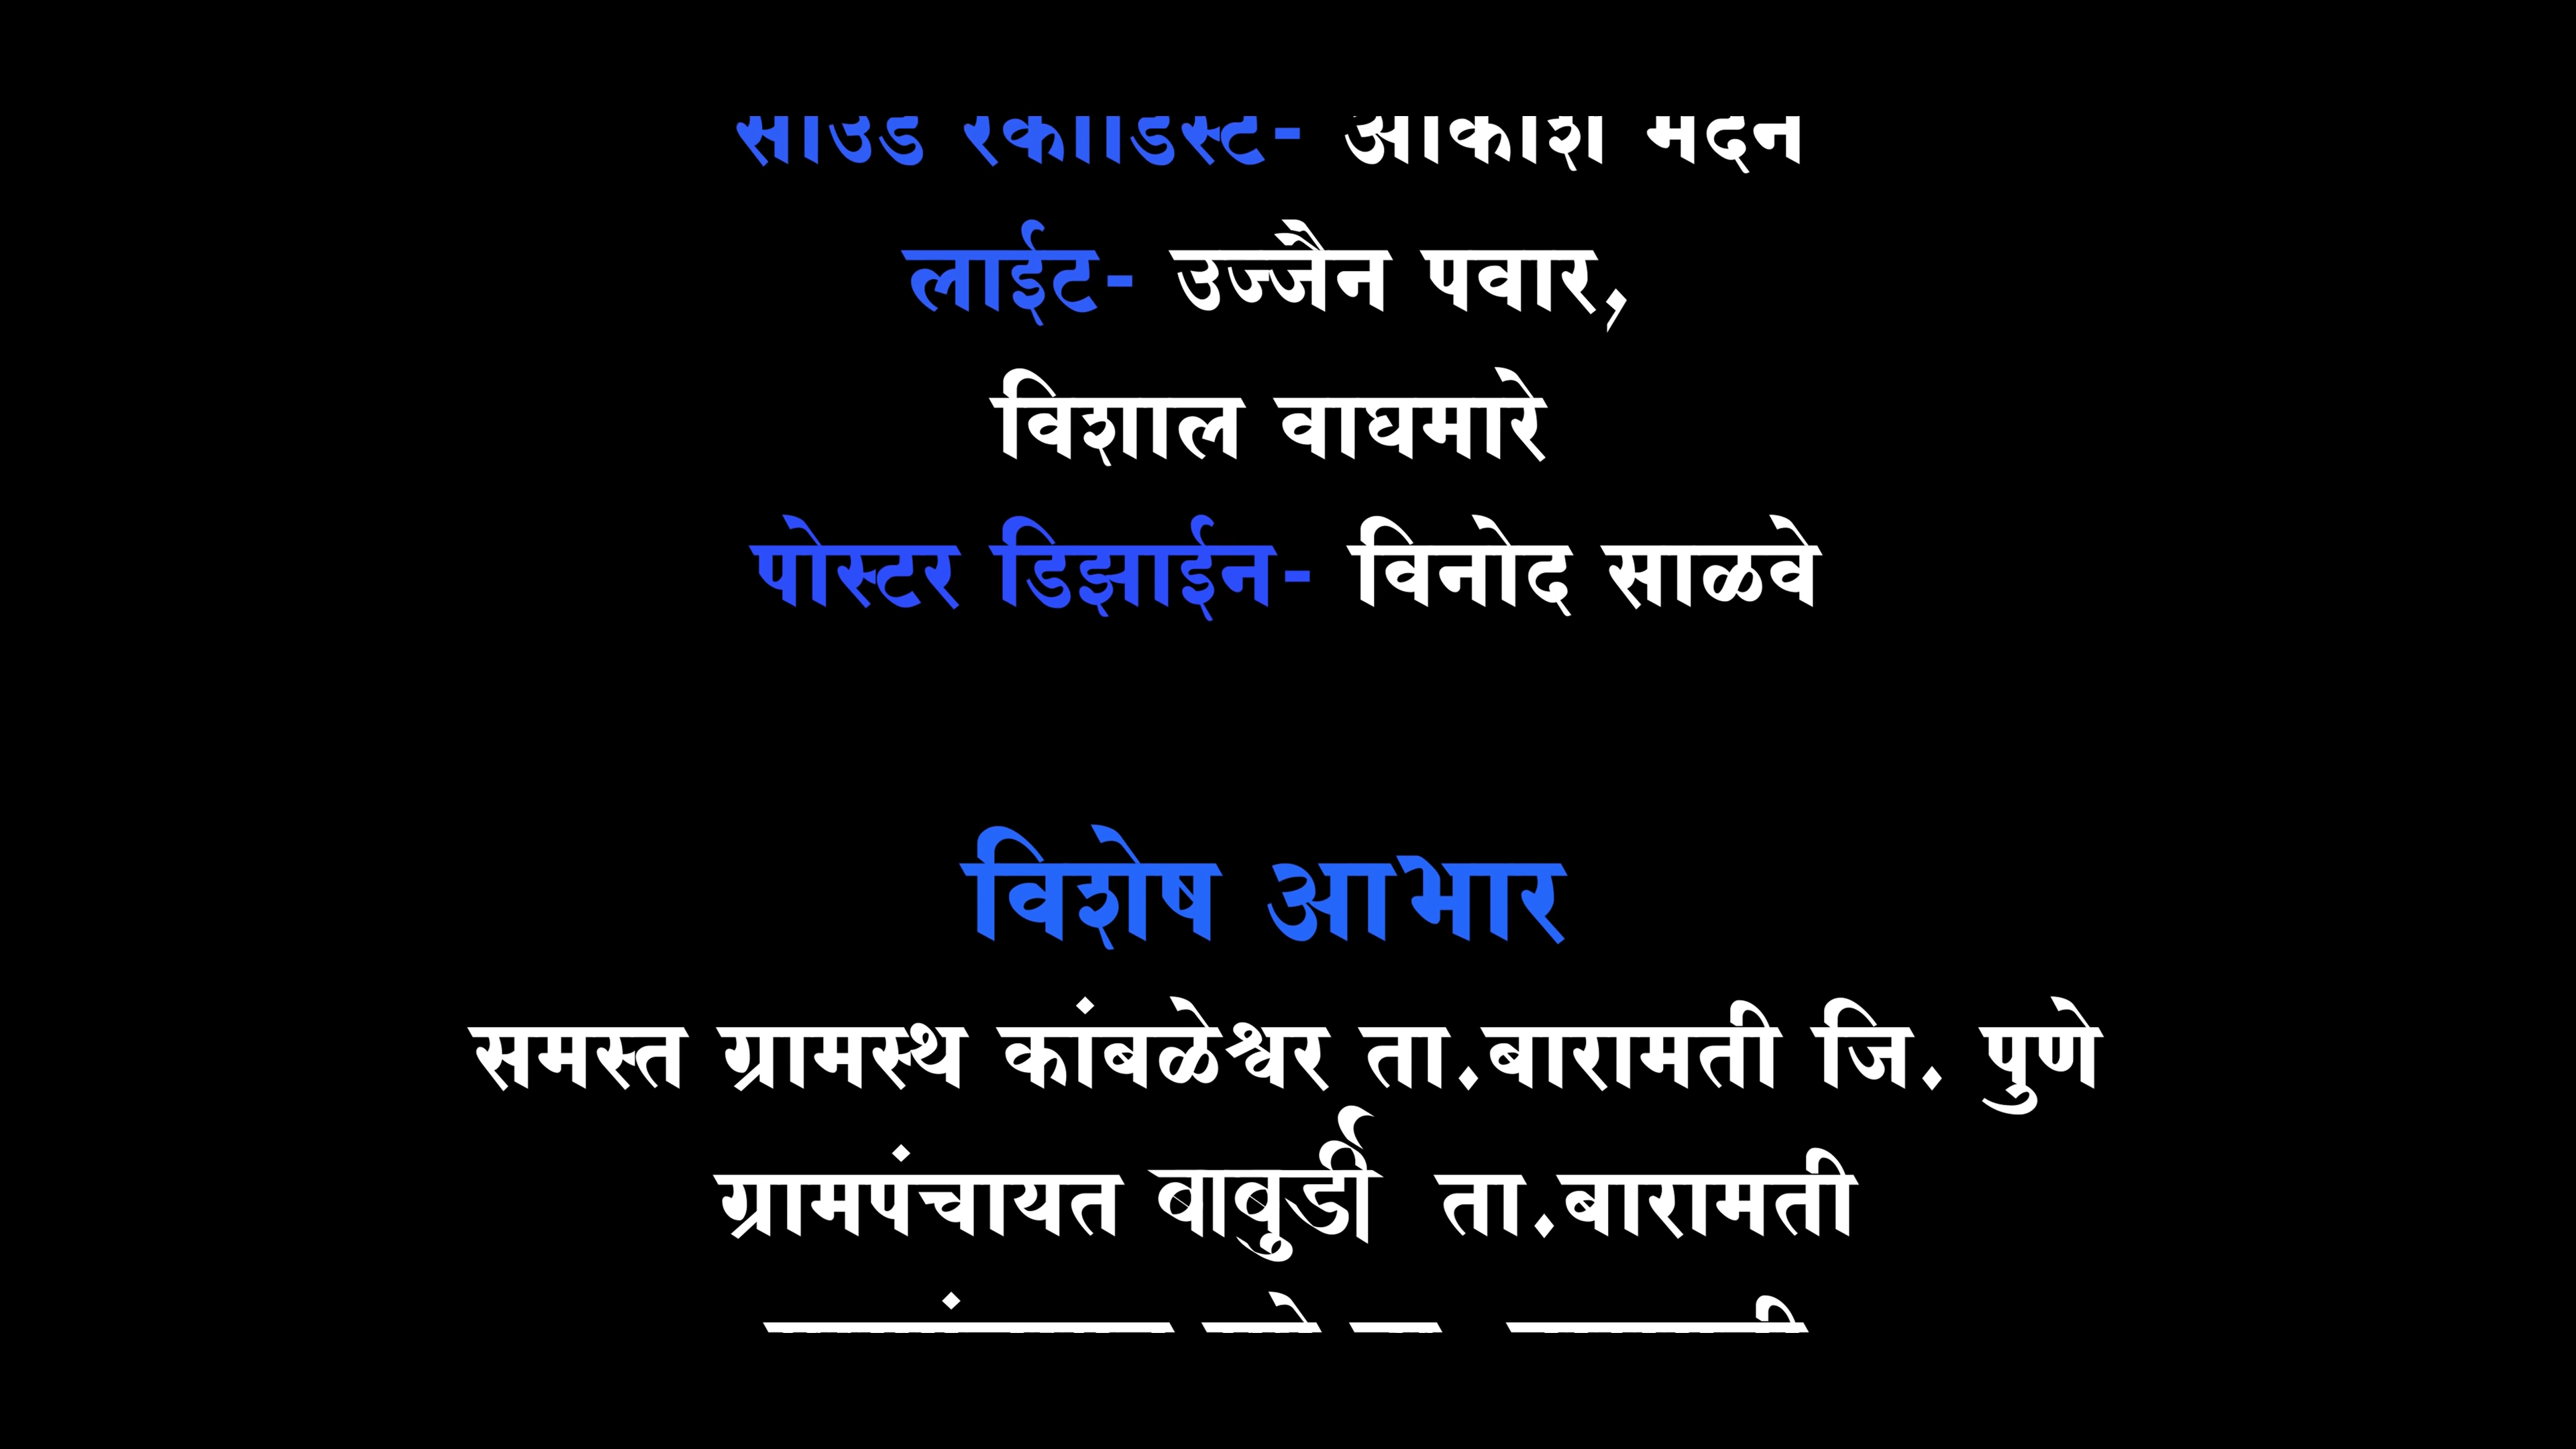 लाईट- उज्जैन पवार,
विशाल वाघमारे
पोस्टर डिझाईन- विनोद साळवे
विशेष आभार
समस्त ग्रामस्थ कांबळेश्वर ता.बारामती जि. पुणे
ग्रामपंचायत बाबुर्डी ता.बारामती